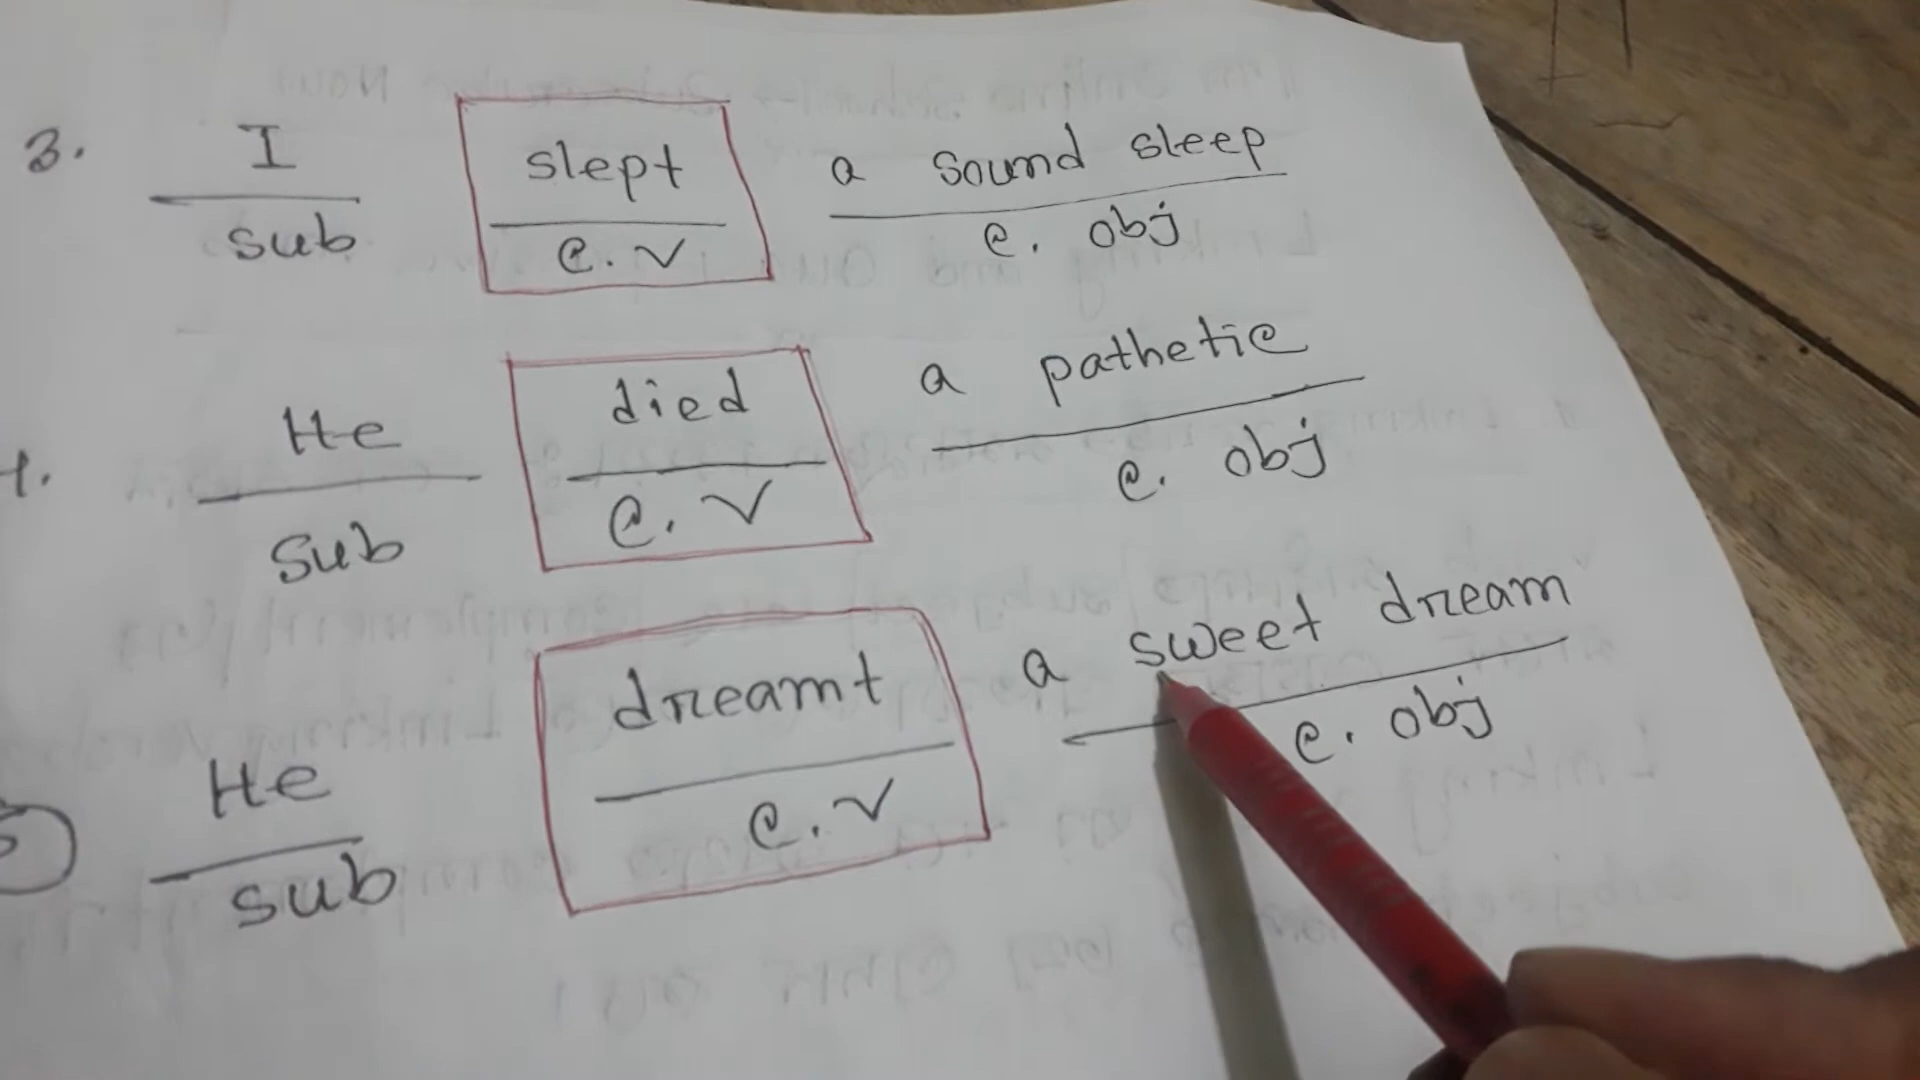 3. I slept a sound sleep
sub c.v c. obj
4. He died a pathetic
sub c.v c. obj
He dreamt a sweet dream
sub c.v c. obj